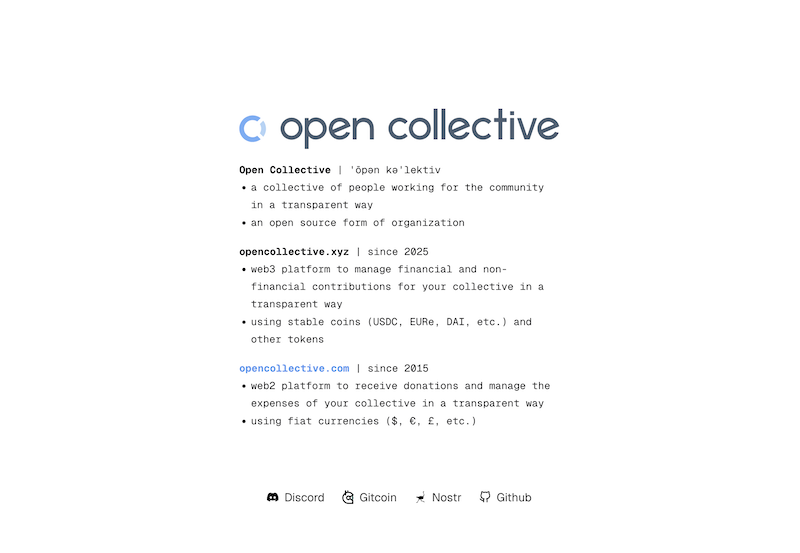 open collective
Open Collective | ˈōpən kəˈlektiv
• a collective of people working for the community
in a transparent way
• an open source form of organization
opencollective.xyz | since 2025
• web3 platform to manage financial and non-
financial contributions for your collective in a
transparent way
• using stable coins (USDC, EURe, DAI, etc.) and
other tokens
opencollective.com | since 2015
• web2 platform to receive donations and manage the
expenses of your collective in a transparent way
• using fiat currencies ($, €, £, etc.)
Discord Gitcoin Nostr Github